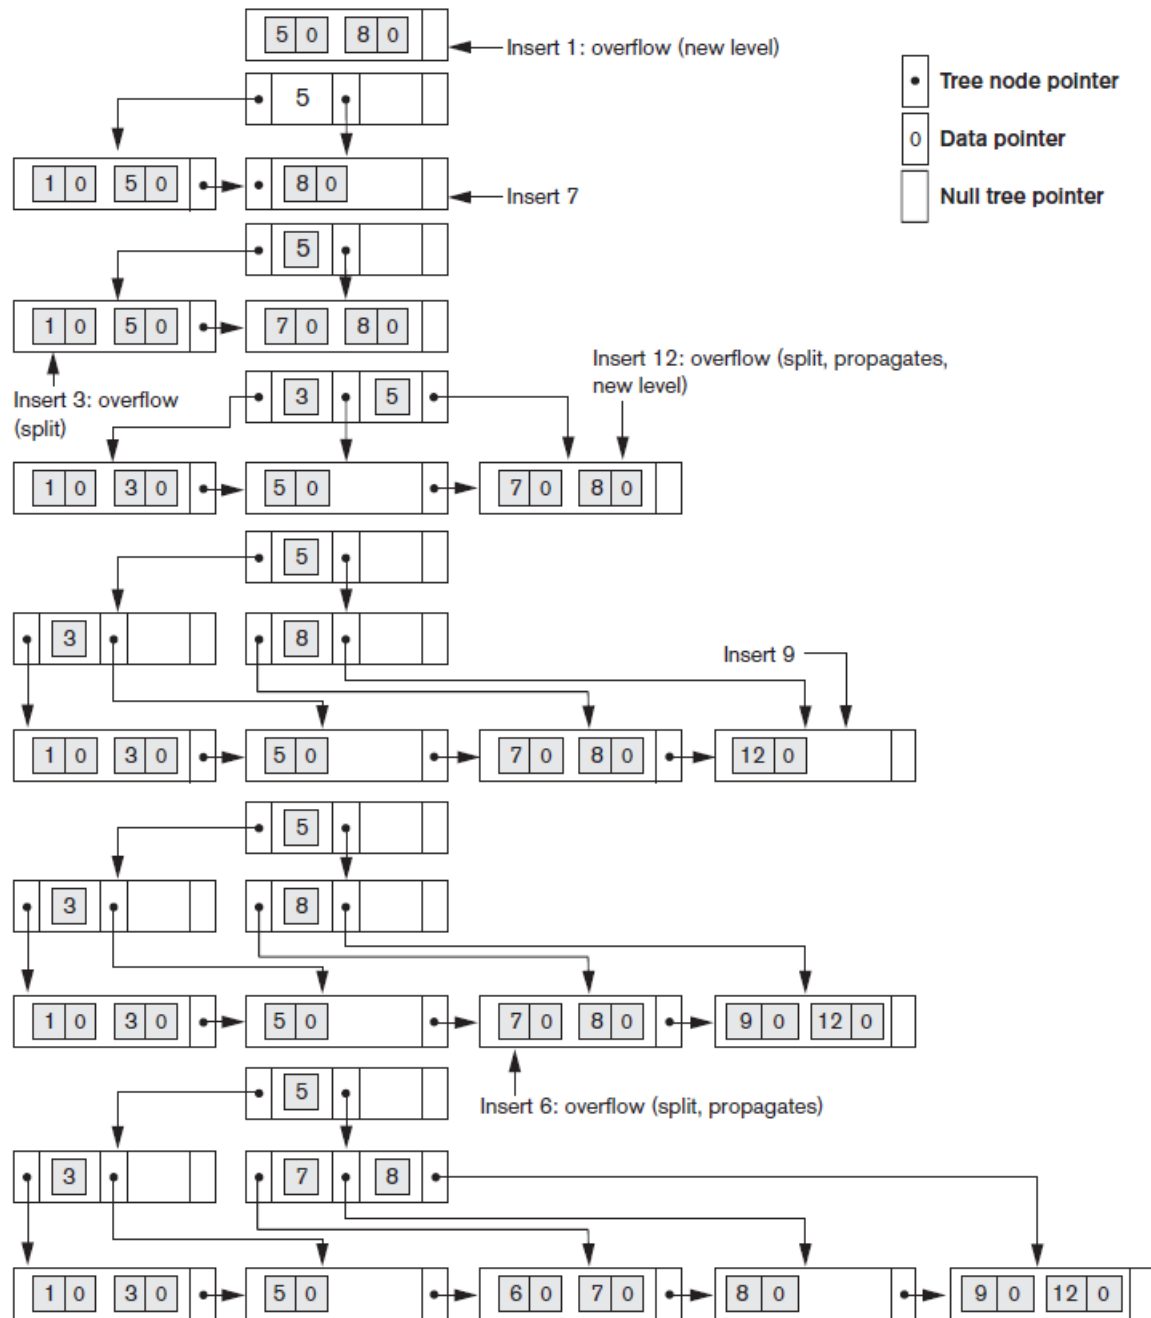 5 0 8 0
Insert 1: overflow (new level)
Tree node pointer
5
0 Data pointer
1 0 5 0 8 0
Insert 7
Null tree pointer
5
1 0 5 0 7 0 8 0
Insert 12: overflow (split, propagates,
new level)
Insert 3: overflow
(split)
3 5
1 0 3 0 5 0 7 0 8 0
5
3 8
Insert 9
1 0 3 0 5 0 7 0 8 0 12 0
5
3 8
1 0 3 0 5 0 7 0 8 0 9 0 12 0
5
Insert 6: overflow (split, propagates)
3 7 8
1 0 3 0 5 0 6 0 7 0 8 0 9 0 12 0